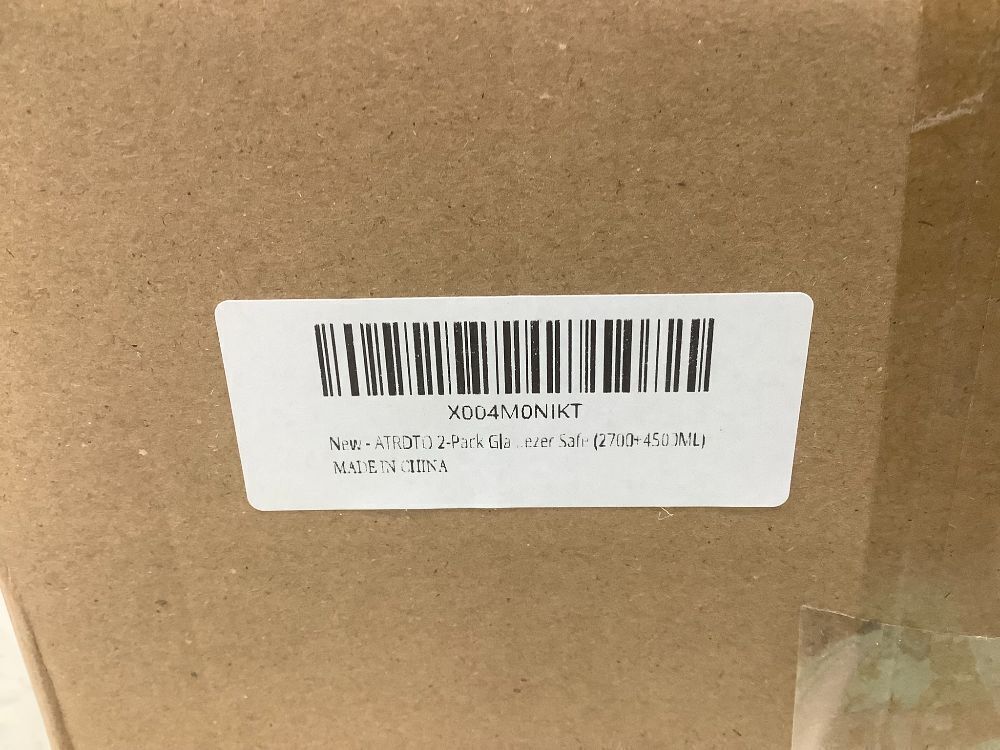 X004M0NIKT
New - ATRDTO 2-Pack Gla...ezer Safe (2700+4500ML)
MADE IN CHINA